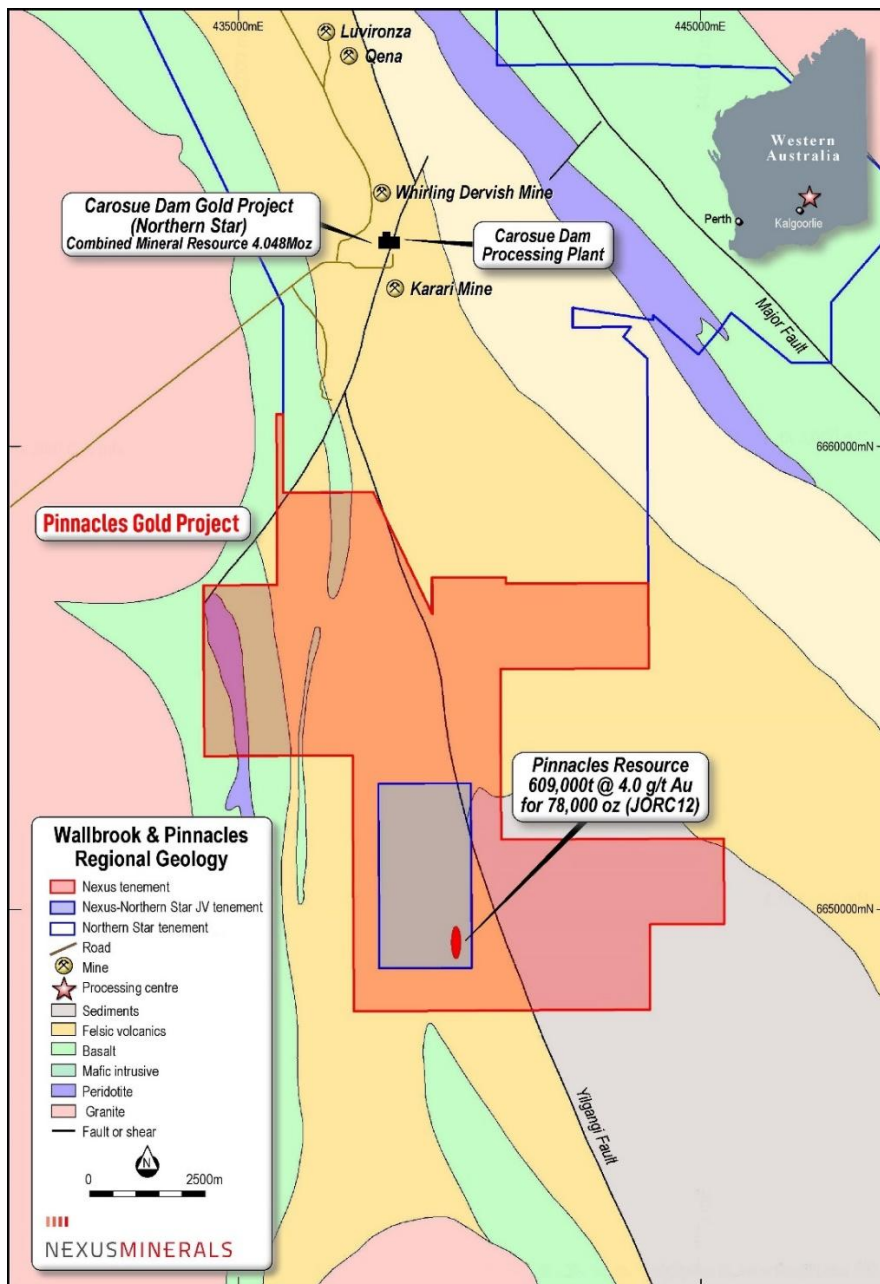 435000mE
445000mE
Luvironza
Qena
Western
Australia
Perth
Kalgoorlie
Whirling Dervish Mine
Carosue Dam Gold Project
(Northern Star)
Combined Mineral Resource 4.048Moz
Carosue Dam
Processing Plant
Karari Mine
Major Fault
6660000mN
Pinnacles Gold Project
Pinnacles Resource
609,000t @ 4.0 g/t Au
for 78,000 oz (JORC12)
6650000mN
Yilgangi Fault
Wallbrook & Pinnacles
Regional Geology
Nexus tenement
Nexus-Northern Star JV tenement
Northern Star tenement
Road
Mine
Processing centre
Sediments
Felsic volcanics
Basalt
Mafic intrusive
Peridotite
Granite
Fault or shear
N
0 2500m
NEXUSMINERALS